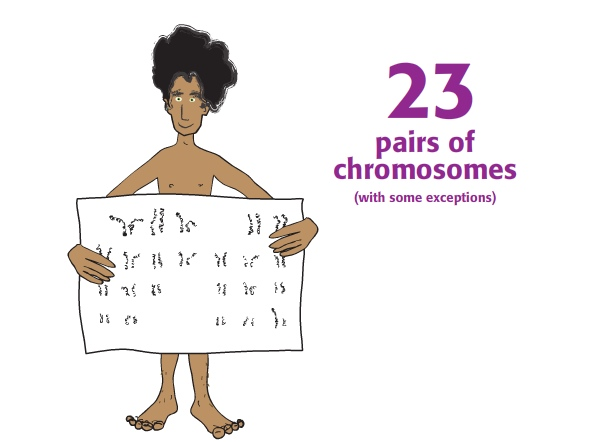 23
pairs of
chromosomes
(with some exceptions)